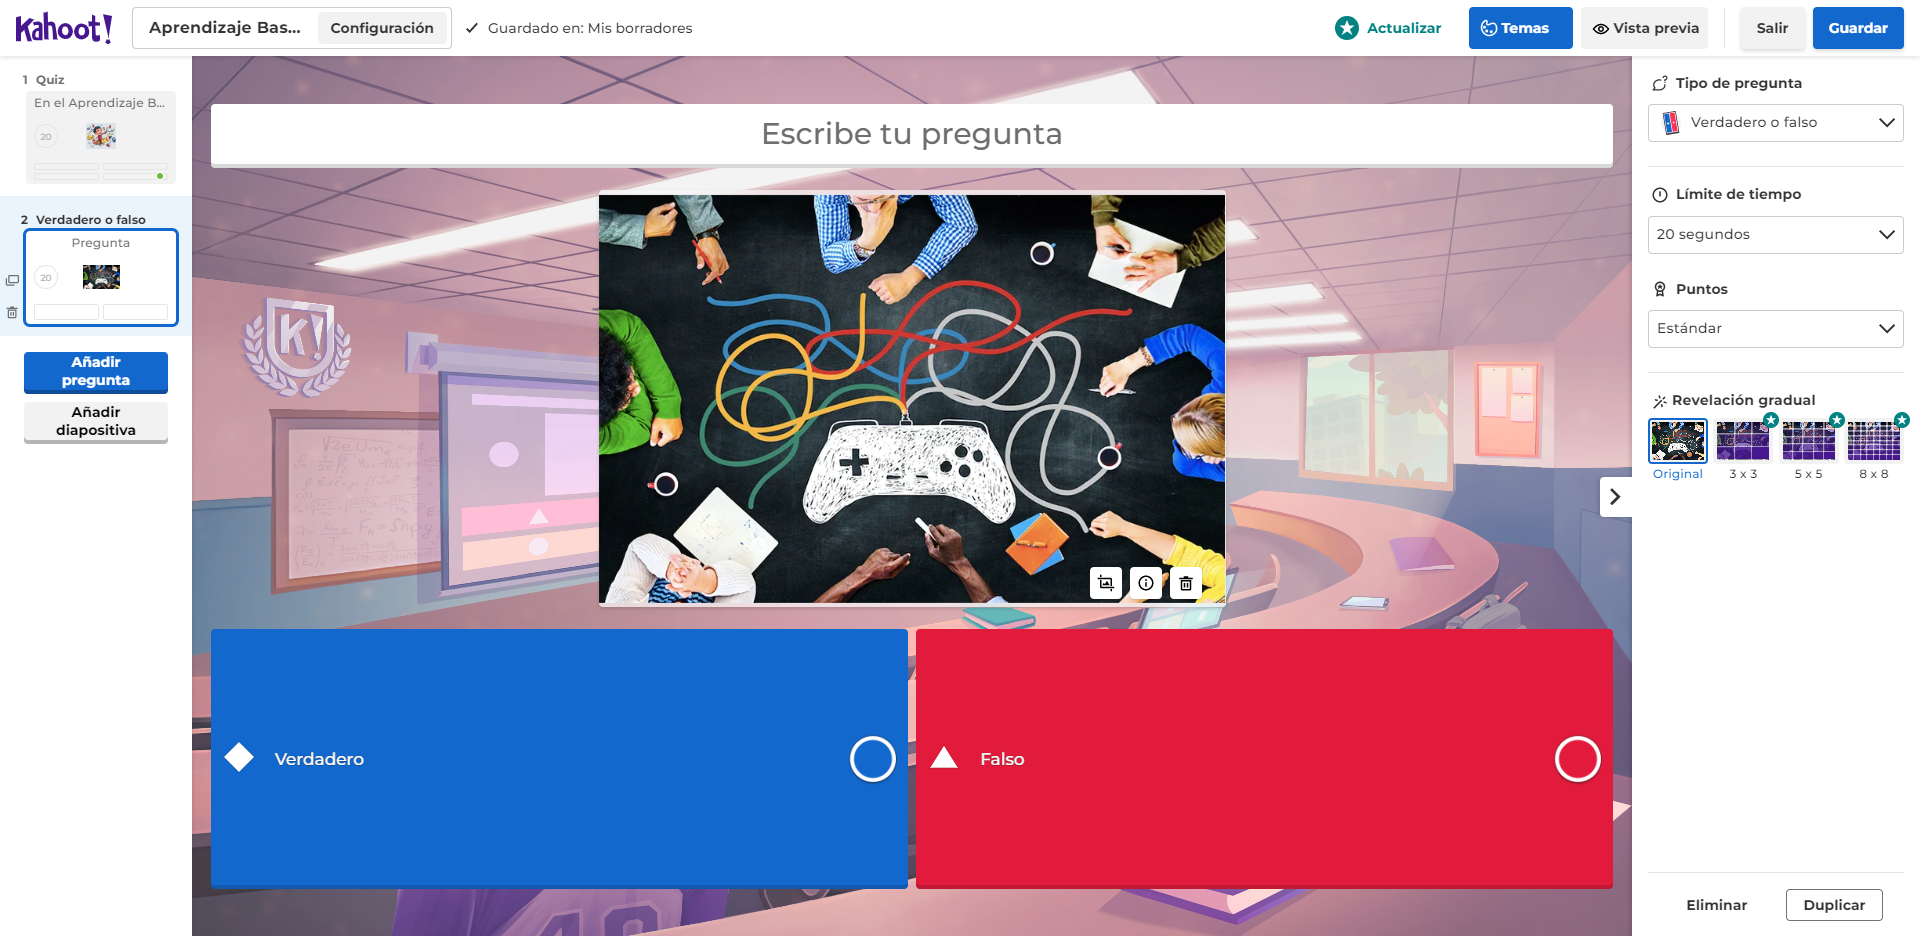 Kahoot!
Aprendizaje Bas...
Configuración
Guardado en: Mis borradores
Actualizar
Temas
Vista previa
Salir
Guardar
1 Quiz
En el Aprendizaje B...
20
2 Verdadero o falso
Pregunta
20
Añadir
pregunta
Añadir
diapositiva
Escribe tu pregunta
K!
Verdadero
Falso
Tipo de pregunta
Verdadero o falso
Límite de tiempo
20 segundos
Puntos
Estándar
Revelación gradual
Original
3 x 3
5 x 5
8 x 8
Eliminar
Duplicar